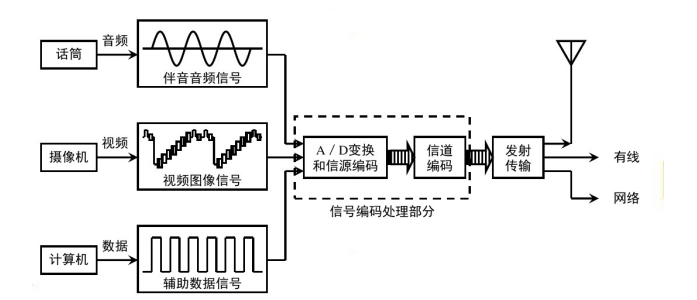 话筒
音频
伴音音频信号
摄像机
视频
视频图像信号
计算机
数据
辅助数据信号
A / D变换
和信源编码
信道
编码
信号编码处理部分
发射
传输
有线
网络